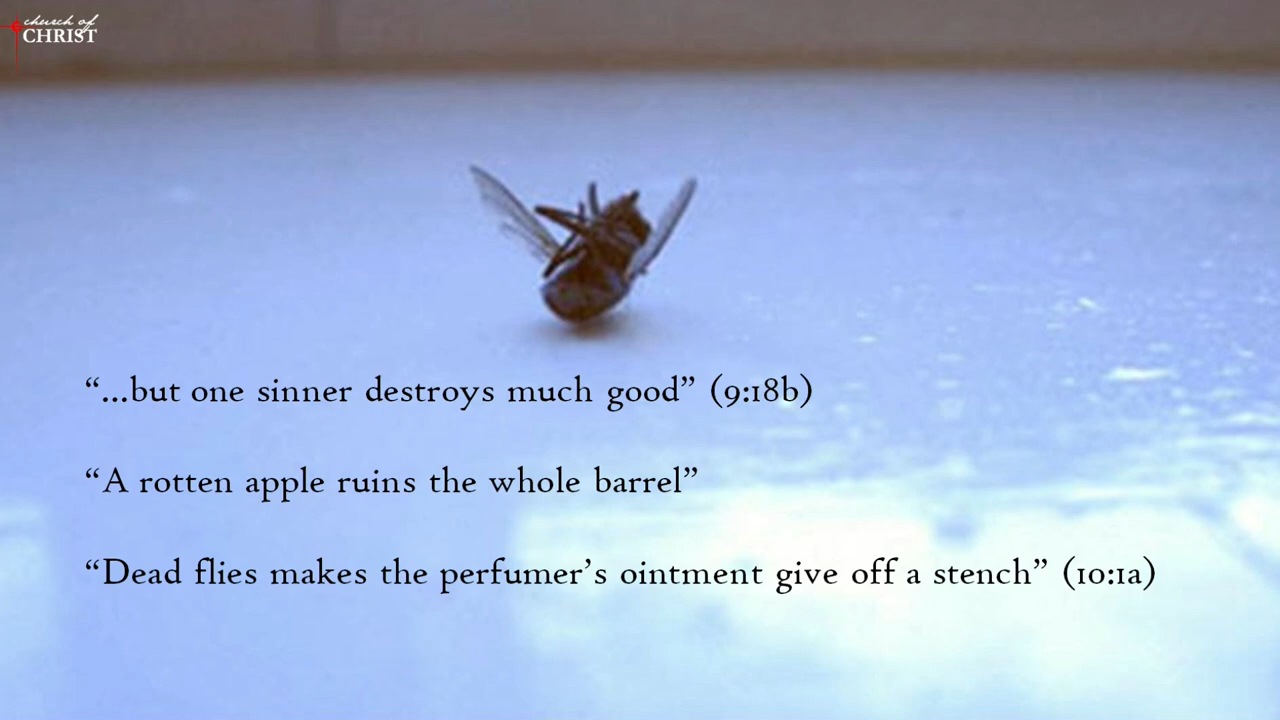 church of
CHRIST
“...but one sinner destroys much good” (9:18b)
“A rotten apple ruins the whole barrel”
“Dead flies makes the perfumer’s ointment give off a stench” (10:1a)